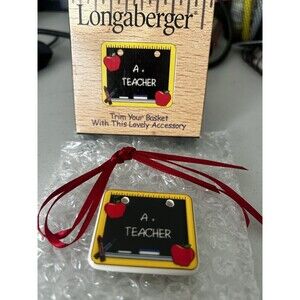 Longaberger
A+
TEACHER
Trim Your Basket
With This Lovely Accessory
A+
TEACHER